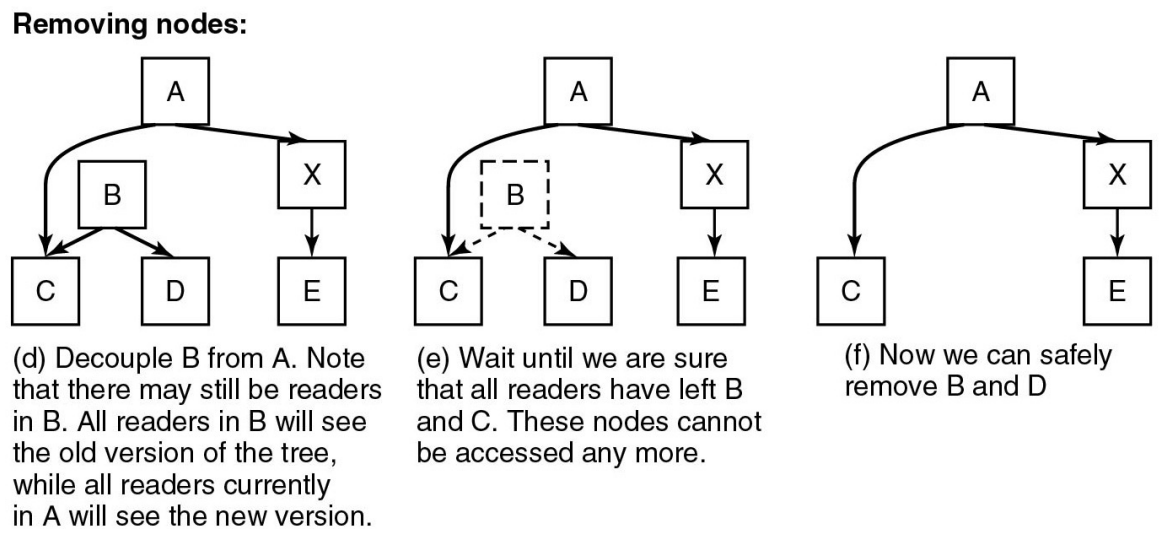 Removing nodes:
A
X
B
C
D
E
(d) Decouple B from A. Note
that there may still be readers
in B. All readers in B will see
the old version of the tree,
while all readers currently
in A will see the new version.
A
X
B
C
D
E
(e) Wait until we are sure
that all readers have left B
and C. These nodes cannot
be accessed any more.
A
X
C
E
(f) Now we can safely
remove B and D